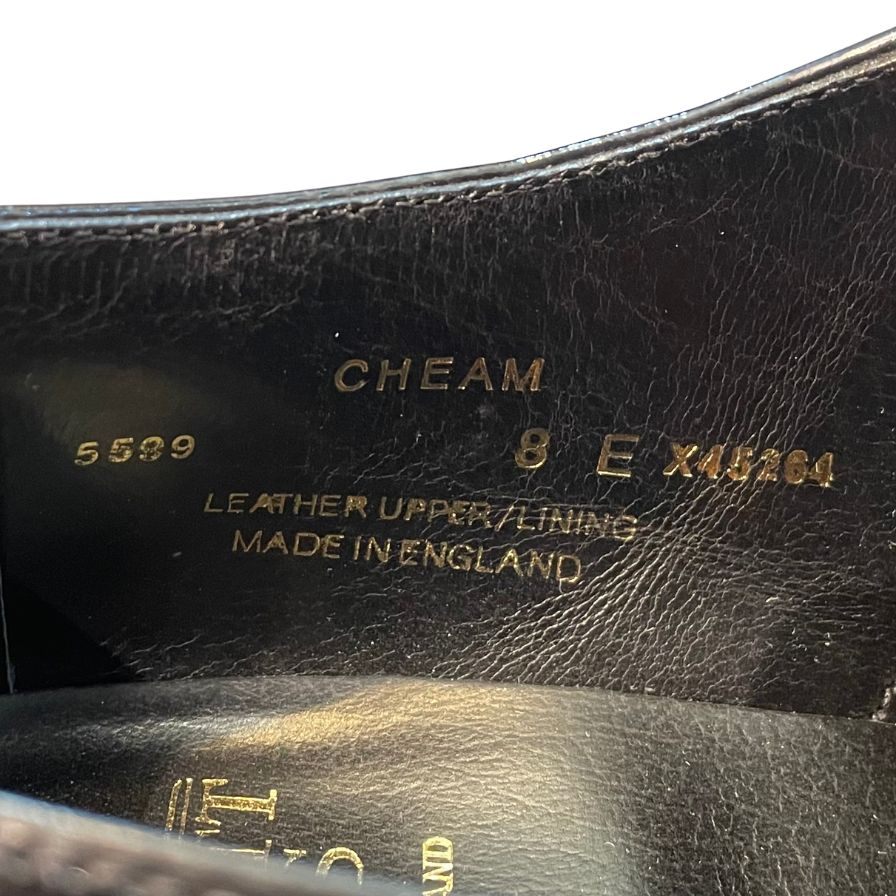 CHEAM
5589 8 E X45264
LEATHER UPPER/LINING
MADE IN ENGLAND